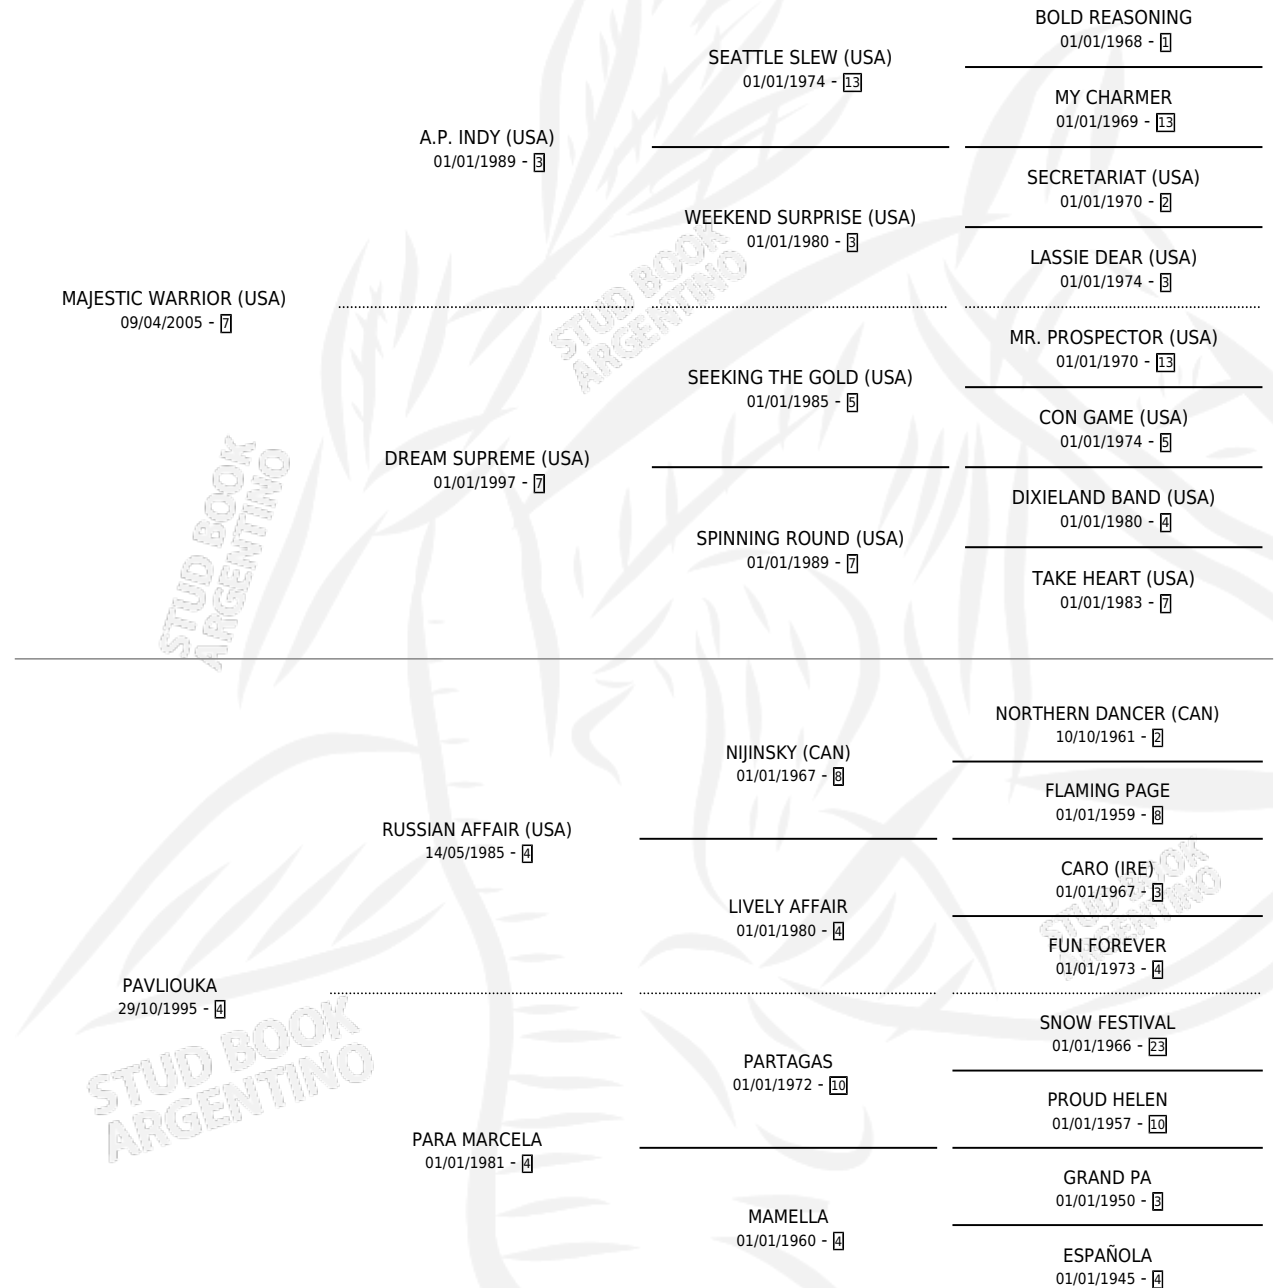 BOLD REASONING
01/01/1968 - 1
SEATTLE SLEW (USA)
01/01/1974 - 13
MY CHARMER
01/01/1969 - 13
A.P. INDY (USA)
01/01/1989 - 3
SECRETARIAT (USA)
01/01/1970 - 2
WEEKEND SURPRISE (USA)
01/01/1980 - 3
LASSIE DEAR (USA)
01/01/1974 - 3
MAJESTIC WARRIOR (USA)
09/04/2005 - 7
MR. PROSPECTOR (USA)
01/01/1970 - 13
SEEKING THE GOLD (USA)
01/01/1985 - 5
CON GAME (USA)
01/01/1974 - 5
DREAM SUPREME (USA)
01/01/1997 - 7
DIXIELAND BAND (USA)
01/01/1980 - 4
SPINNING ROUND (USA)
01/01/1989 - 7
TAKE HEART (USA)
01/01/1983 - 7
NORTHERN DANCER (CAN)
10/10/1961 - 2
NIJINSKY (CAN)
01/01/1967 - 8
FLAMING PAGE
01/01/1959 - 8
RUSSIAN AFFAIR (USA)
14/05/1985 - 4
CARO (IRE)
01/01/1967 - 3
LIVELY AFFAIR
01/01/1980 - 4
FUN FOREVER
01/01/1973 - 4
PAVLIOUKA
29/10/1995 - 4
SNOW FESTIVAL
01/01/1966 - 23
PARTAGAS
01/01/1972 - 10
PROUD HELEN
01/01/1957 - 10
PARA MARCELA
01/01/1981 - 4
GRAND PA
01/01/1950 - 3
MAMELLA
01/01/1960 - 4
ESPAÑOLA
01/01/1945 - 4
STUD BOOK
ARGENTINO
STUD BOOK
ARGENTINO
STUD BOOK
ARGENTINO
STUD BOOK
ARGENTINO